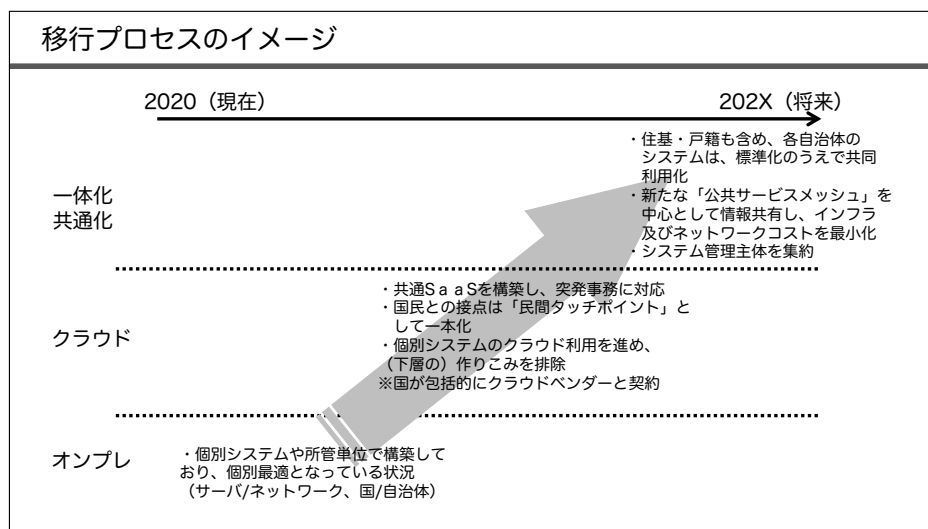 移行プロセスのイメージ
2020（現在）
202X（将来）
一体化
共通化
・住基・戸籍も含め、各自治体の
システムは、標準化のうえで共同
利用化
・新たな「公共サービスメッシュ」を
中心として情報共有し、インフラ
及びネットワークコストを最小化
・システム管理主体を集約
クラウド
・共通SaaSを構築し、突発事務に対応
・国民との接点は「民間タッチポイント」と
して一本化
・個別システムのクラウド利用を進め、
（下層の）作りこみを排除
※国が包括的にクラウドベンダーと契約
オンプレ
・個別システムや所管単位で構築して
おり、個別最適となっている状況
（サーバ/ネットワーク、国/自治体）